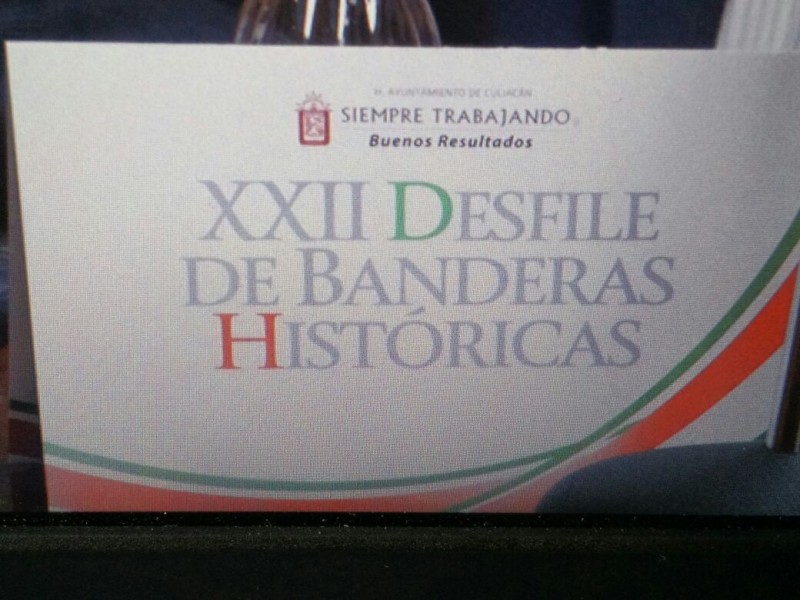 H. AYUNTAMIENTO DE CULIACÁN
SIEMPRE TRABAJANDO
Buenos Resultados
XXII DESFILE
DE BANDERAS
HISTÓRICAS